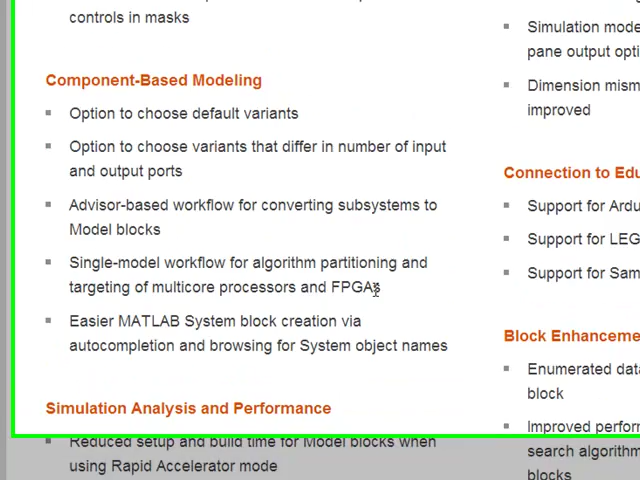 controls in masks
Component-Based Modeling
Option to choose default variants
Option to choose variants that differ in number of input
and output ports
Advisor-based workflow for converting subsystems to
Model blocks
Single-model workflow for algorithm partitioning and
targeting of multicore processors and FPGAs
Easier MATLAB System block creation via
autocompletion and browsing for System object names
Simulation Analysis and Performance
Reduced setup and build time for Model blocks when
using Rapid Accelerator mode
Simulation mode
pane output opti
Dimension mism
improved
Connection to Edu
Support for Ardu
Support for LEG
Support for Sam
Block Enhanceme
Enumerated data
block
Improved perform
search algorithm
blocks